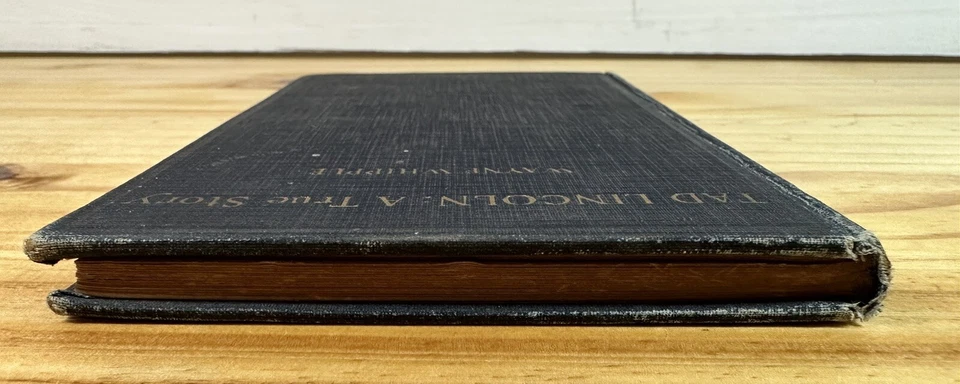 TAD LINCOLN: A True Story
WAYNE WHIPPLE